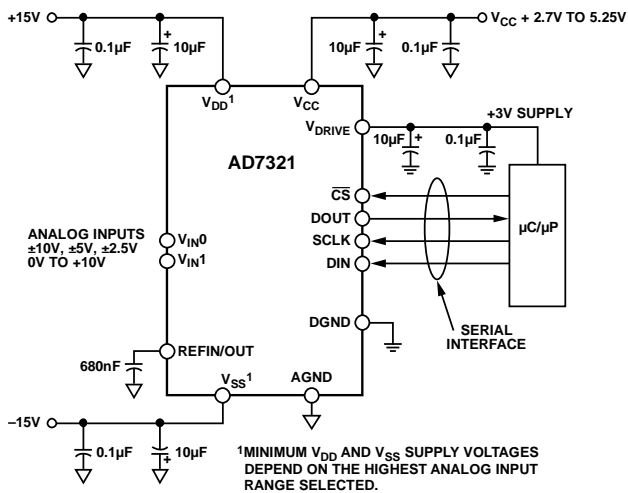 +15V
0.1µF
10µF
+
10µF
+
0.1µF
VCC + 2.7V TO 5.25V
VDD1
VCC
VDRIVE
+3V SUPPLY
10µF
+
0.1µF
AD7321
CS
DOUT
SCLK
DIN
µC/µP
ANALOG INPUTS
±10V, ±5V, ±2.5V
0V TO +10V
VIN0
VIN1
DGND
SERIAL
INTERFACE
REFIN/OUT
680nF
VSS1
AGND
–15V
0.1µF
10µF
+
1MINIMUM VDD AND VSS SUPPLY VOLTAGES
DEPEND ON THE HIGHEST ANALOG INPUT
RANGE SELECTED.